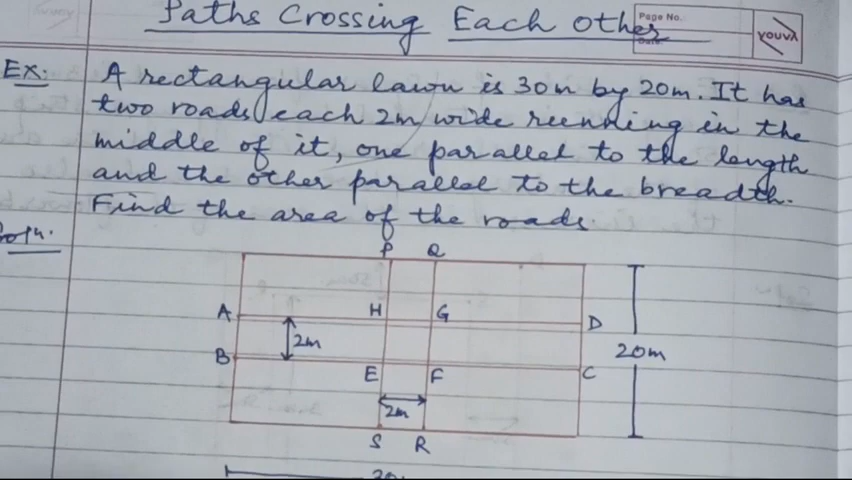 Paths Crossing Each other
Page No.
Date
YOUVA
Ex: A rectangular lawn is 30m by 20m. It has
two roads each 2m wide running in the
middle of it, one parallel to the length
and the other parallel to the breadth.
Find the area of the roads.
Soln.
P Q
A H G D
2m
20m
B E F C
2m
S R